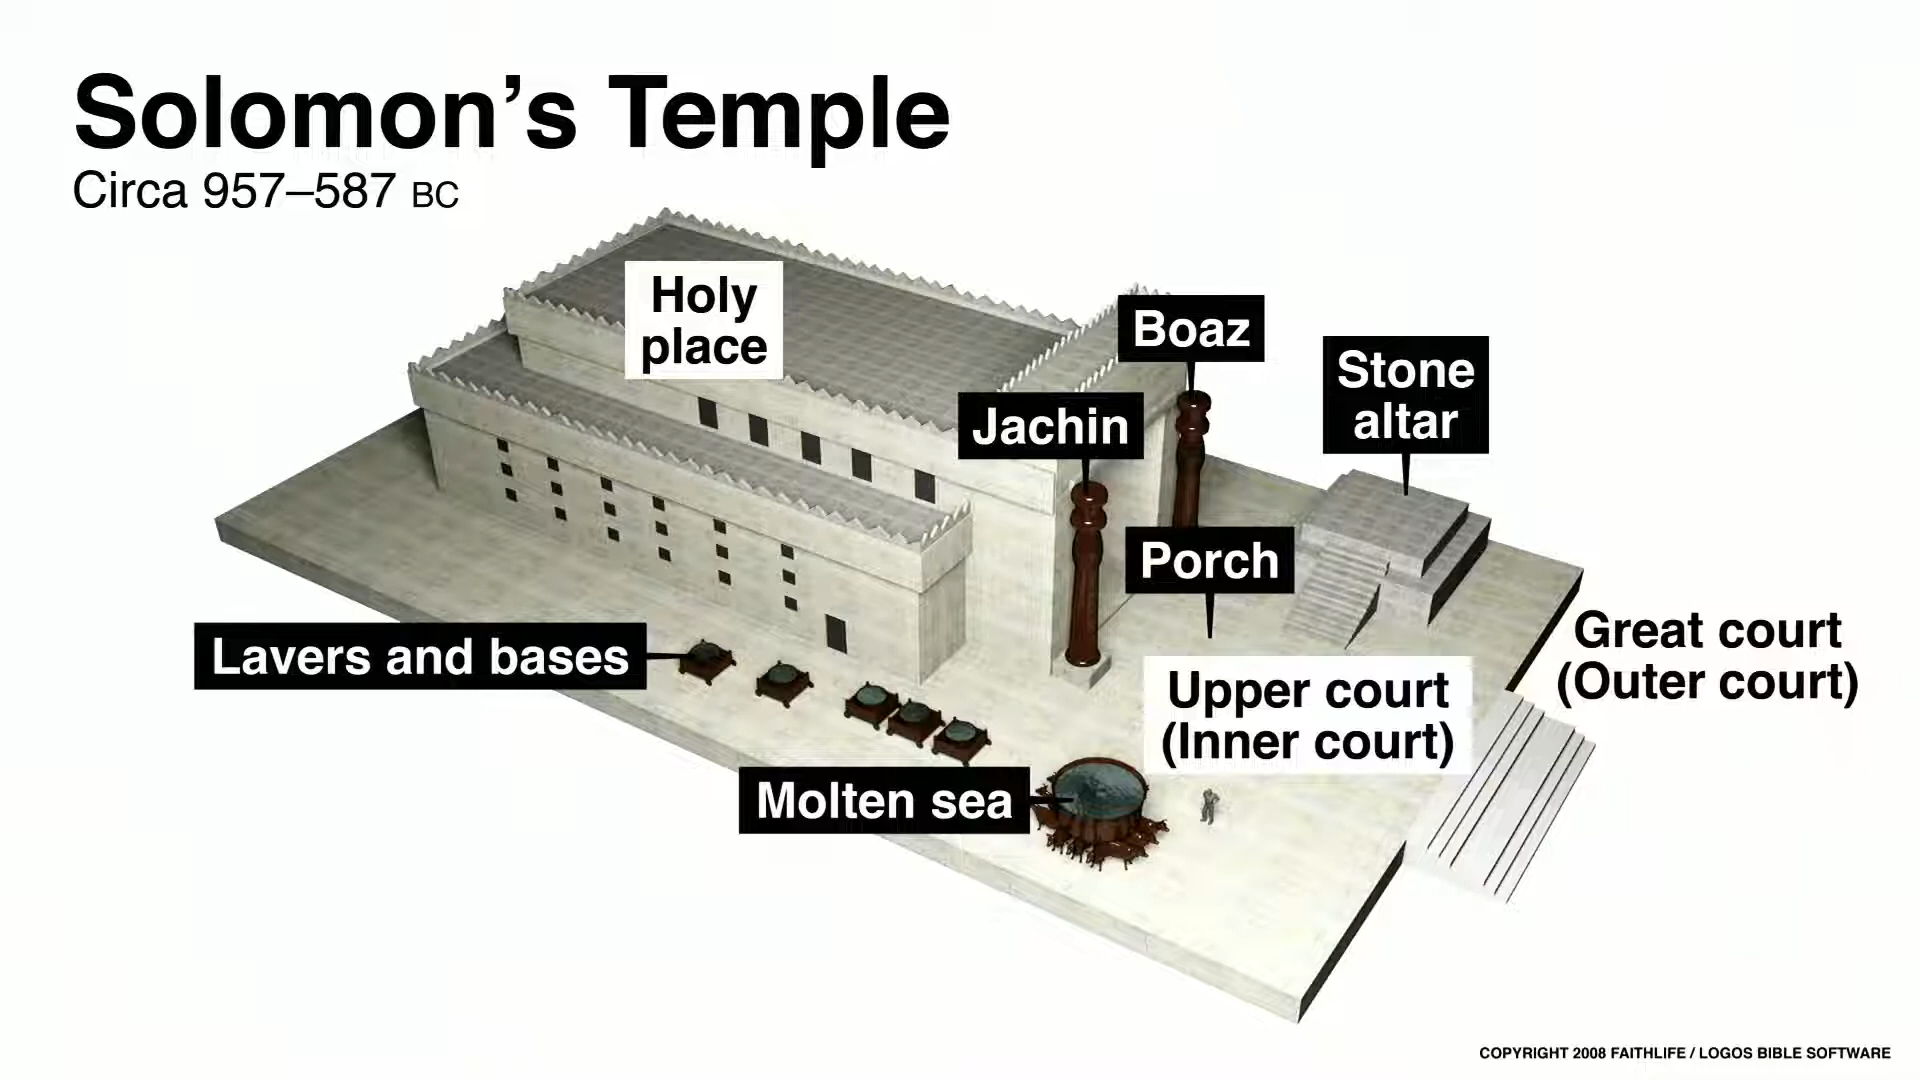 Solomon’s Temple
Circa 957–587 BC
Holy
place
Boaz
Stone
altar
Jachin
Porch
Great court
(Outer court)
Lavers and bases
Upper court
(Inner court)
Molten sea
COPYRIGHT 2008 FAITHLIFE / LOGOS BIBLE SOFTWARE